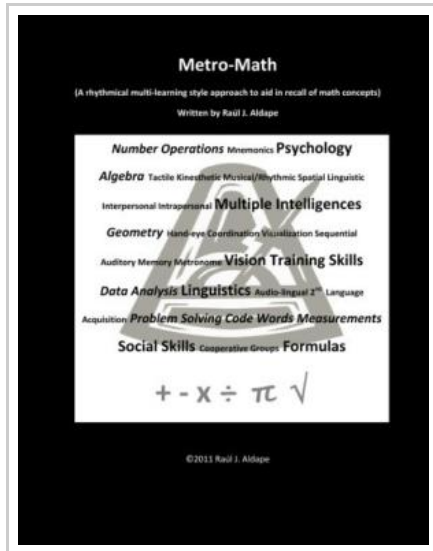 Metro-Math
(A rhythmical multi-learning style approach to aid in recall of math concepts)
Written by Raúl J. Aldape
Number Operations Mnemonics Psychology
Algebra Tactile Kinesthetic Musical/Rhythmic Spatial Linguistic
Interpersonal Intrapersonal Multiple Intelligences
Geometry Hand-eye Coordination Visualization Sequential
Auditory Memory Metronome Vision Training Skills
Data Analysis Linguistics Audio-lingual 2nd Language
Acquisition Problem Solving Code Words Measurements
Social Skills Cooperative Groups Formulas
+ - x ÷ π √
©2011 Raúl J. Aldape